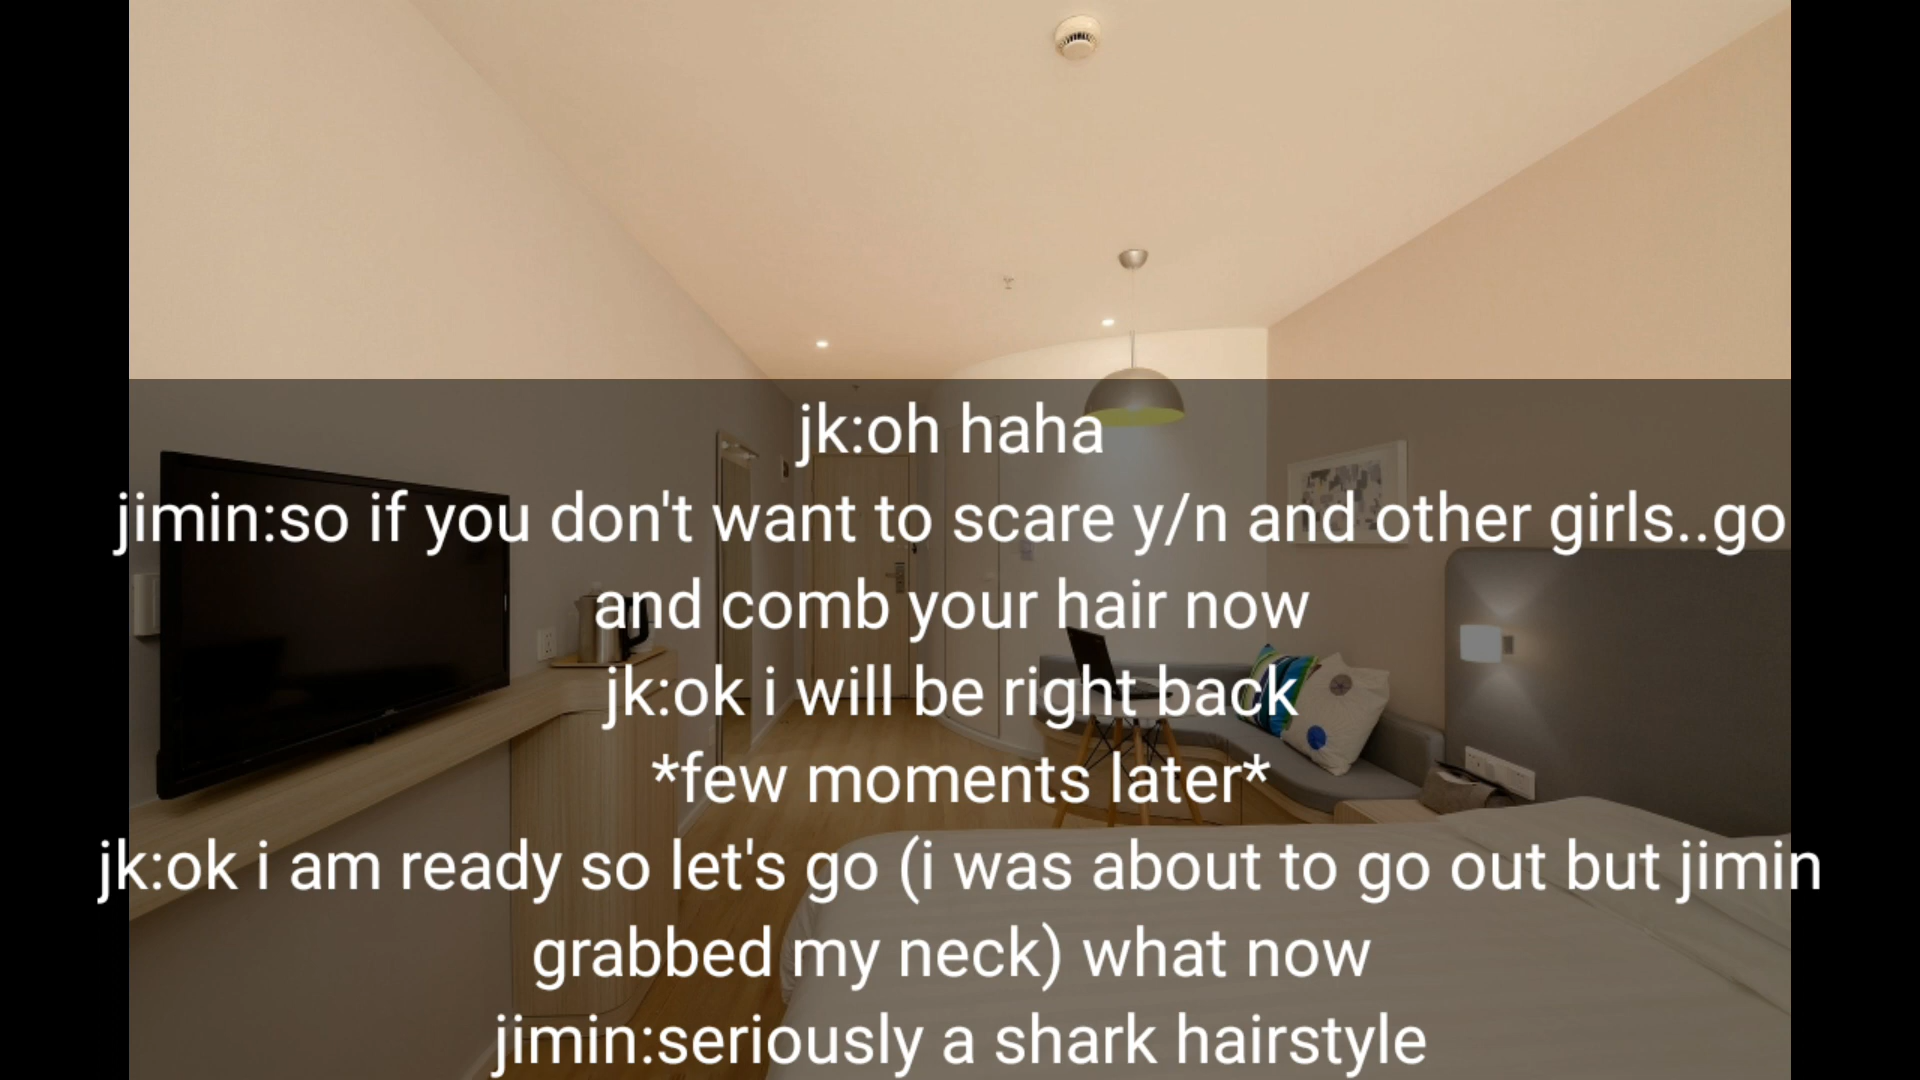 jk:oh haha
jimin:so if you don't want to scare y/n and other girls..go
and comb your hair now
jk:ok i will be right back
*few moments later*
jk:ok i am ready so let's go (i was about to go out but jimin
grabbed my neck) what now
jimin:seriously a shark hairstyle